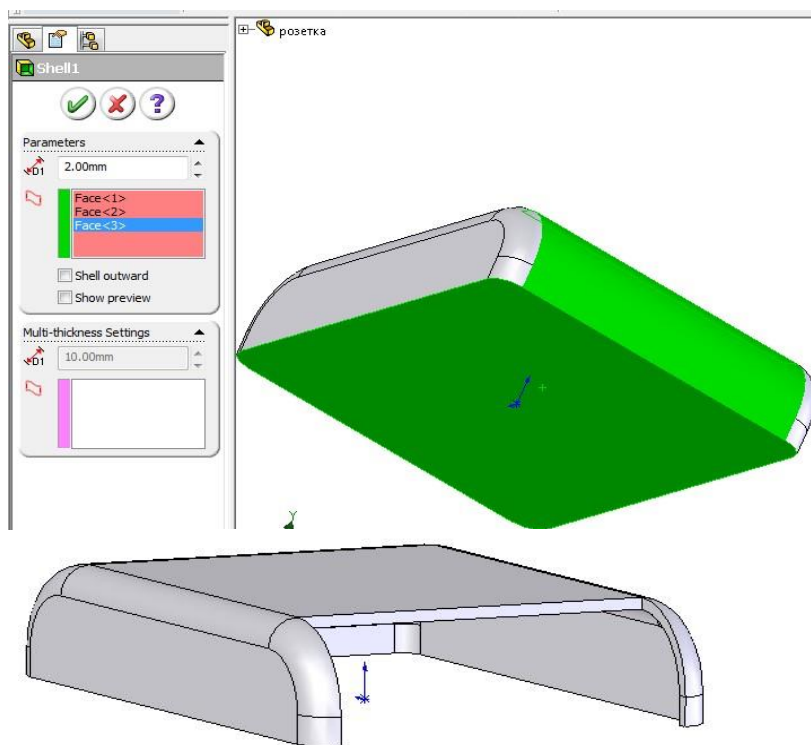 розетка
Shell1
Parameters
D1
2.00mm
Face<1>
Face<2>
Face<3>
Shell outward
Show preview
Multi-thickness Settings
D1
10.00mm
Y